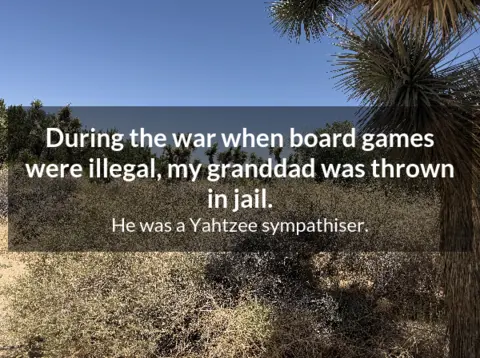 During the war when board games
were illegal, my granddad was thrown
in jail.
He was a Yahtzee sympathiser.